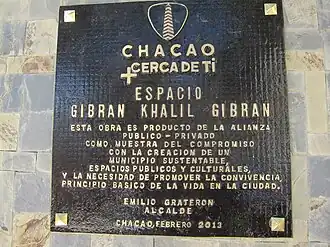 CHACAO
+CERCA DE TI
ESPACIO
GIBRAN KHALIL GIBRAN
ESTA OBRA ES PRODUCTO DE LA ALIANZA
PUBLICO - PRIVADO
COMO MUESTRA DEL COMPROMISO
CON LA CREACION DE UN
MUNICIPIO SUSTENTABLE,
ESPACIOS PUBLICOS Y CULTURALES,
Y LA NECESIDAD DE PROMOVER LA CONVIVENCIA,
PRINCIPIO BASICO DE LA VIDA EN LA CIUDAD.
EMILIO GRATERON
ALCALDE
CHACAO, FEBRERO 2013